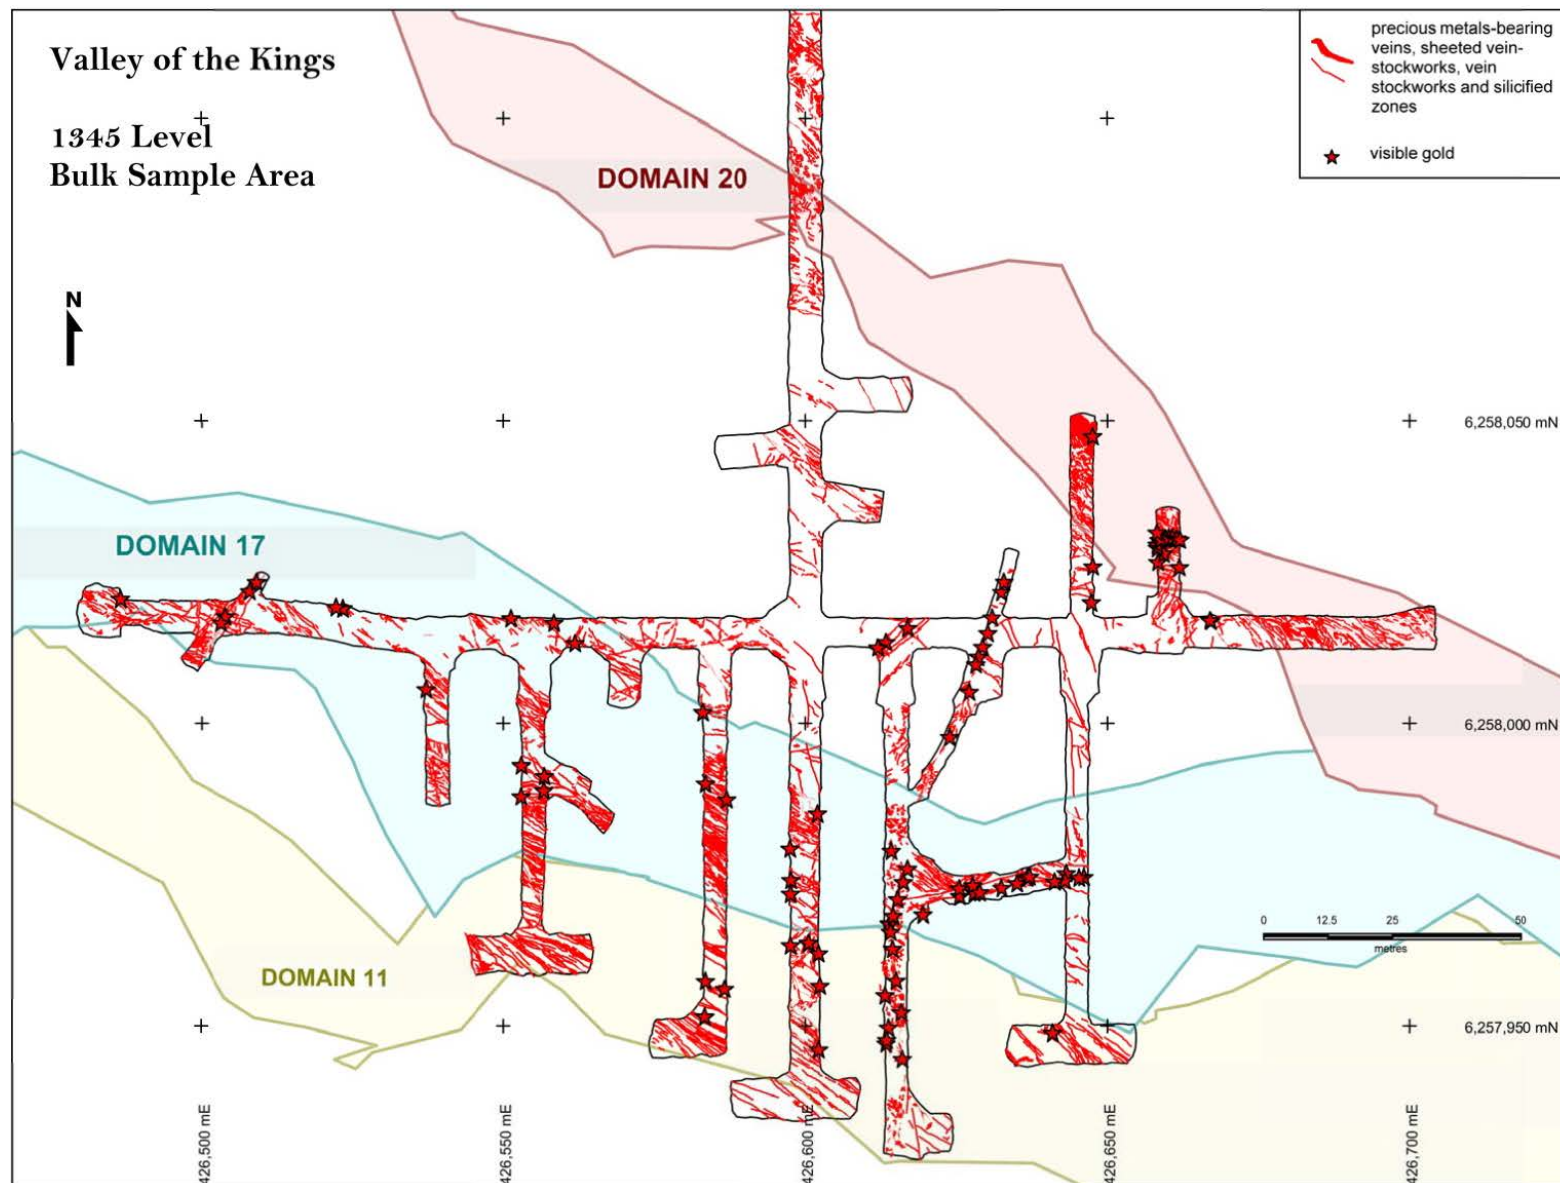 Valley of the Kings
1345 Level
Bulk Sample Area
precious metals-bearing
veins, sheeted vein-
stockworks, vein
stockworks and silicified
zones
visible gold
DOMAIN 20
N
6,258,050 mN
DOMAIN 17
6,258,000 mN
0 12.5 25 50
metres
DOMAIN 11
6,257,950 mN
426,500 mE
426,550 mE
426,600 mE
426,650 mE
426,700 mE